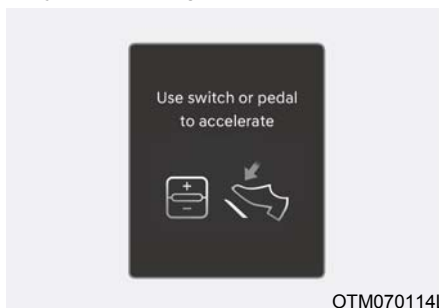 Use switch or pedal
to accelerate
+
−
OTM070114L